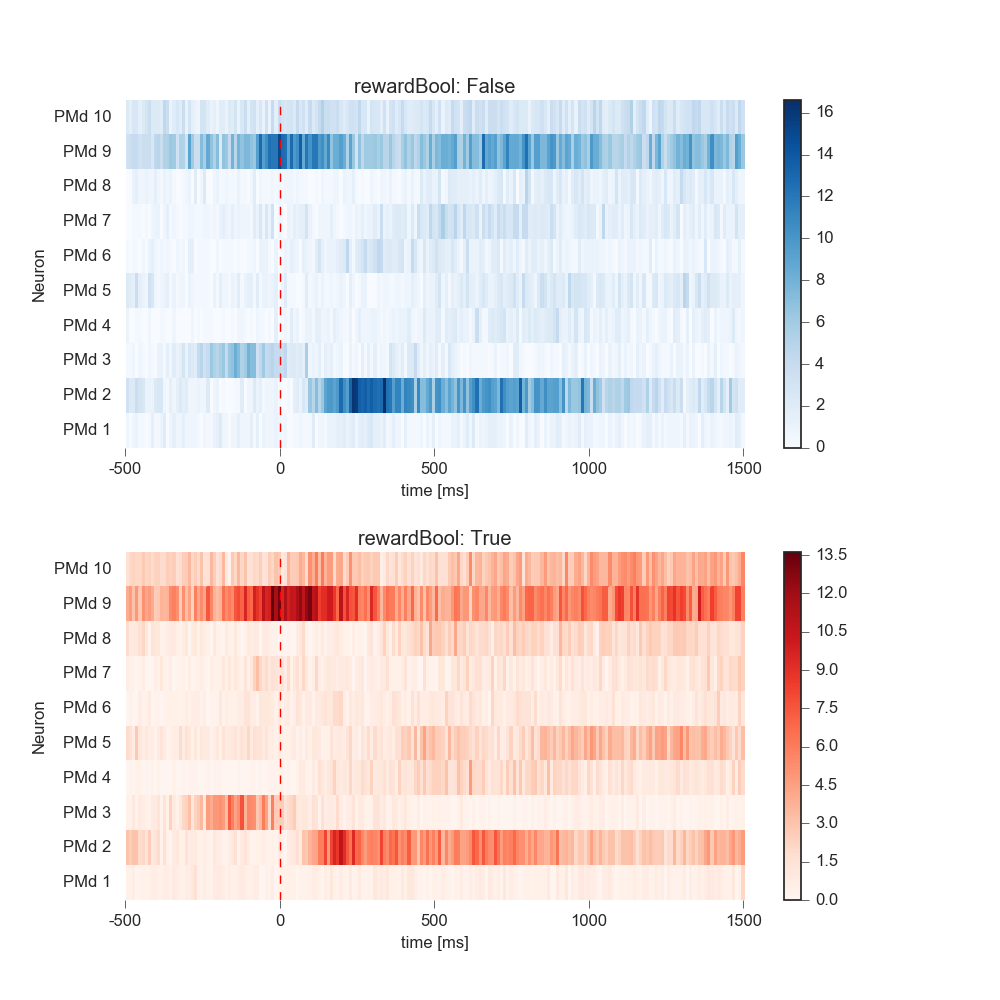 rewardBool: False
PMd 10
PMd 9
PMd 8
PMd 7
PMd 6
PMd 5
PMd 4
PMd 3
PMd 2
PMd 1
Neuron
-500 0 500 1000 1500
time [ms]
16
14
12
10
8
6
4
2
0
rewardBool: True
PMd 10
PMd 9
PMd 8
PMd 7
PMd 6
PMd 5
PMd 4
PMd 3
PMd 2
PMd 1
Neuron
-500 0 500 1000 1500
time [ms]
13.5
12.0
10.5
9.0
7.5
6.0
4.5
3.0
1.5
0.0